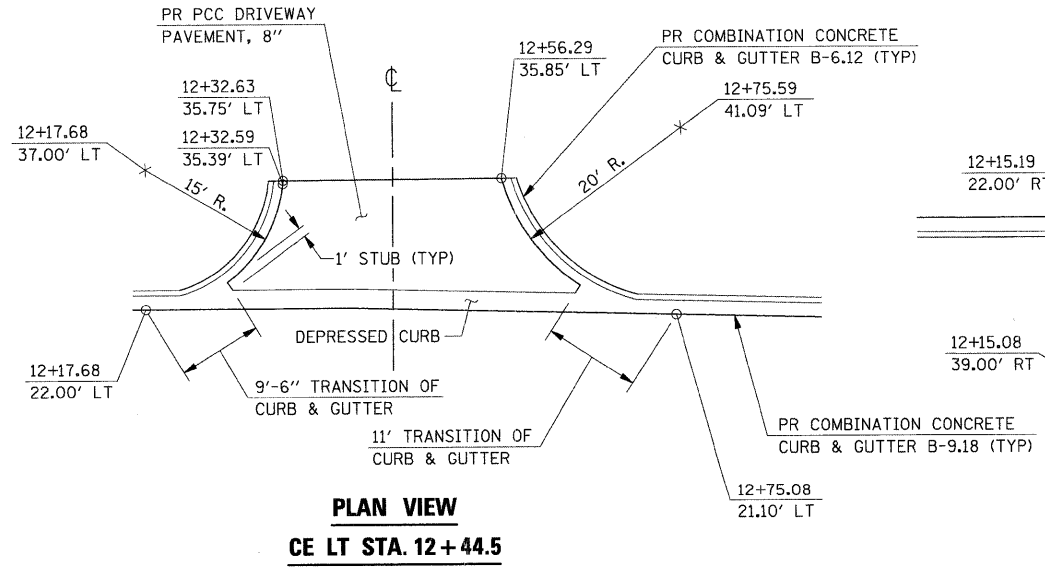 PR PCC DRIVEWAY
PAVEMENT, 8"
℄
12+56.29
35.85' LT
PR COMBINATION CONCRETE
CURB & GUTTER B-6.12 (TYP)
12+32.63
35.75' LT
12+75.59
41.09' LT
12+17.68
37.00' LT
12+32.59
35.39' LT
12+15.19
22.00' RT
15' R.
20' R.
1' STUB (TYP)
DEPRESSED CURB
12+15.08
39.00' RT
12+17.68
22.00' LT
9'-6" TRANSITION OF
CURB & GUTTER
11' TRANSITION OF
CURB & GUTTER
PR COMBINATION CONCRETE
CURB & GUTTER B-9.18 (TYP)
12+75.08
21.10' LT
PLAN VIEW
CE LT STA. 12+44.5